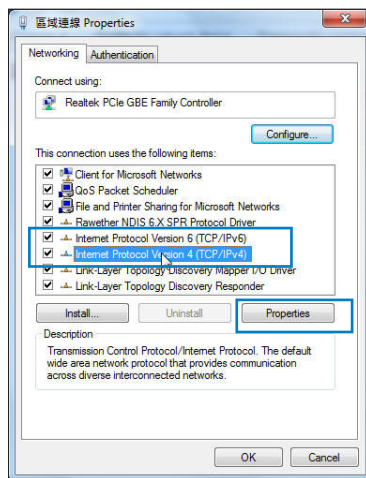 區域連線 Properties
Networking
Authentication
Connect using:
Realtek PCIe GBE Family Controller
Configure...
This connection uses the following items:
Client for Microsoft Networks
QoS Packet Scheduler
File and Printer Sharing for Microsoft Networks
Rawether NDIS 6.X SPR Protocol Driver
Internet Protocol Version 6 (TCP/IPv6)
Internet Protocol Version 4 (TCP/IPv4)
Link-Layer Topology Discovery Mapper I/O Driver
Link-Layer Topology Discovery Responder
Install...
Uninstall
Properties
Description
Transmission Control Protocol/Internet Protocol. The default
wide area network protocol that provides communication
across diverse interconnected networks.
OK
Cancel